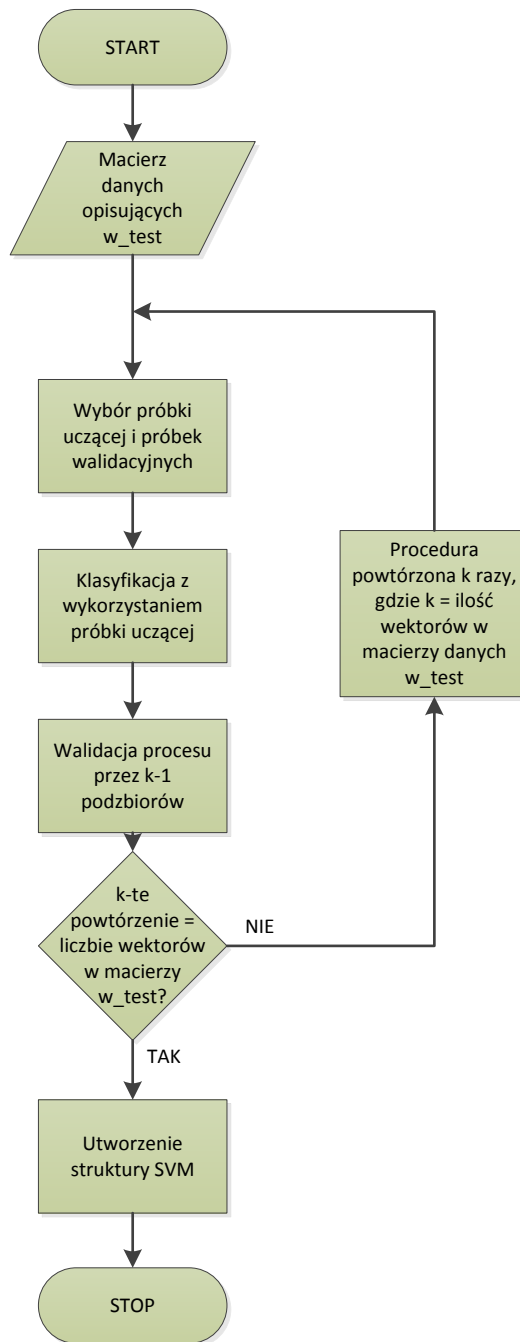 START
Macierz
danych
opisujących
w_test
Wybór próbki
uczącej i próbek
walidacyjnych
Klasyfikacja z
wykorzystaniem
próbki uczącej
Procedura
powtórzona k razy,
gdzie k = ilość
wektorów w
macierzy danych
w_test
Walidacja procesu
przez k-1
podzbiorów
k-te
powtórzenie =
liczbie wektorów
w macierzy
w_test?
NIE
TAK
Utworzenie
struktury SVM
STOP